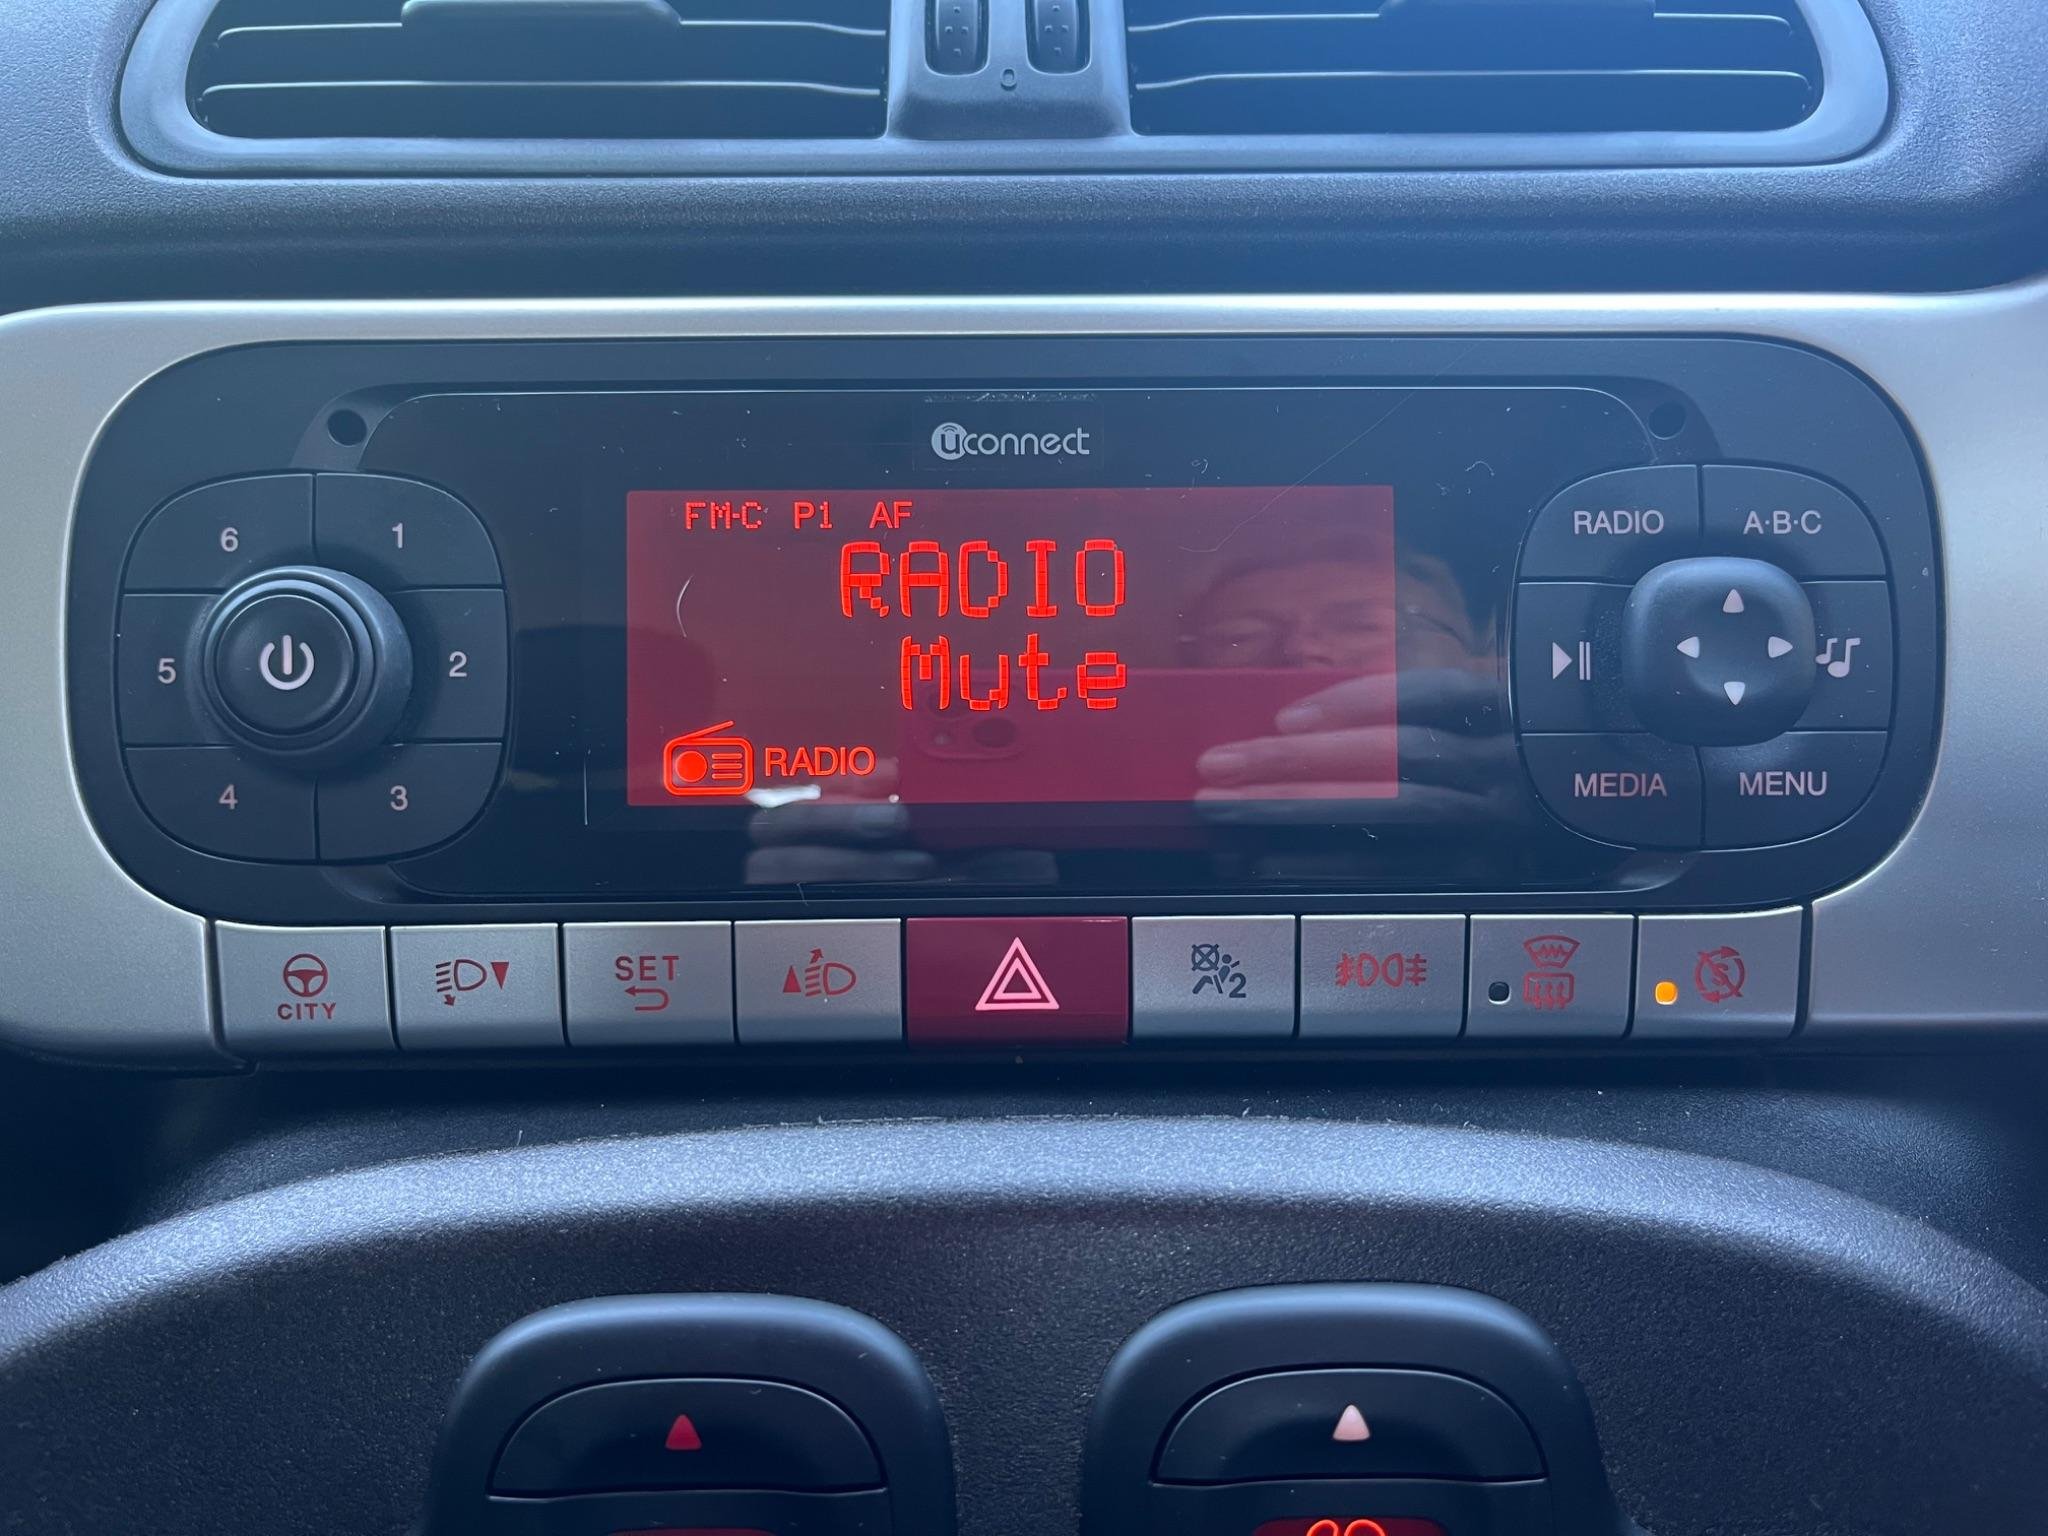 uconnect
FM-C P1 AF
RADIO
Mute
RADIO
6 1
5 2
4 3
RADIO A·B·C
MEDIA MENU
CITY
SET
2